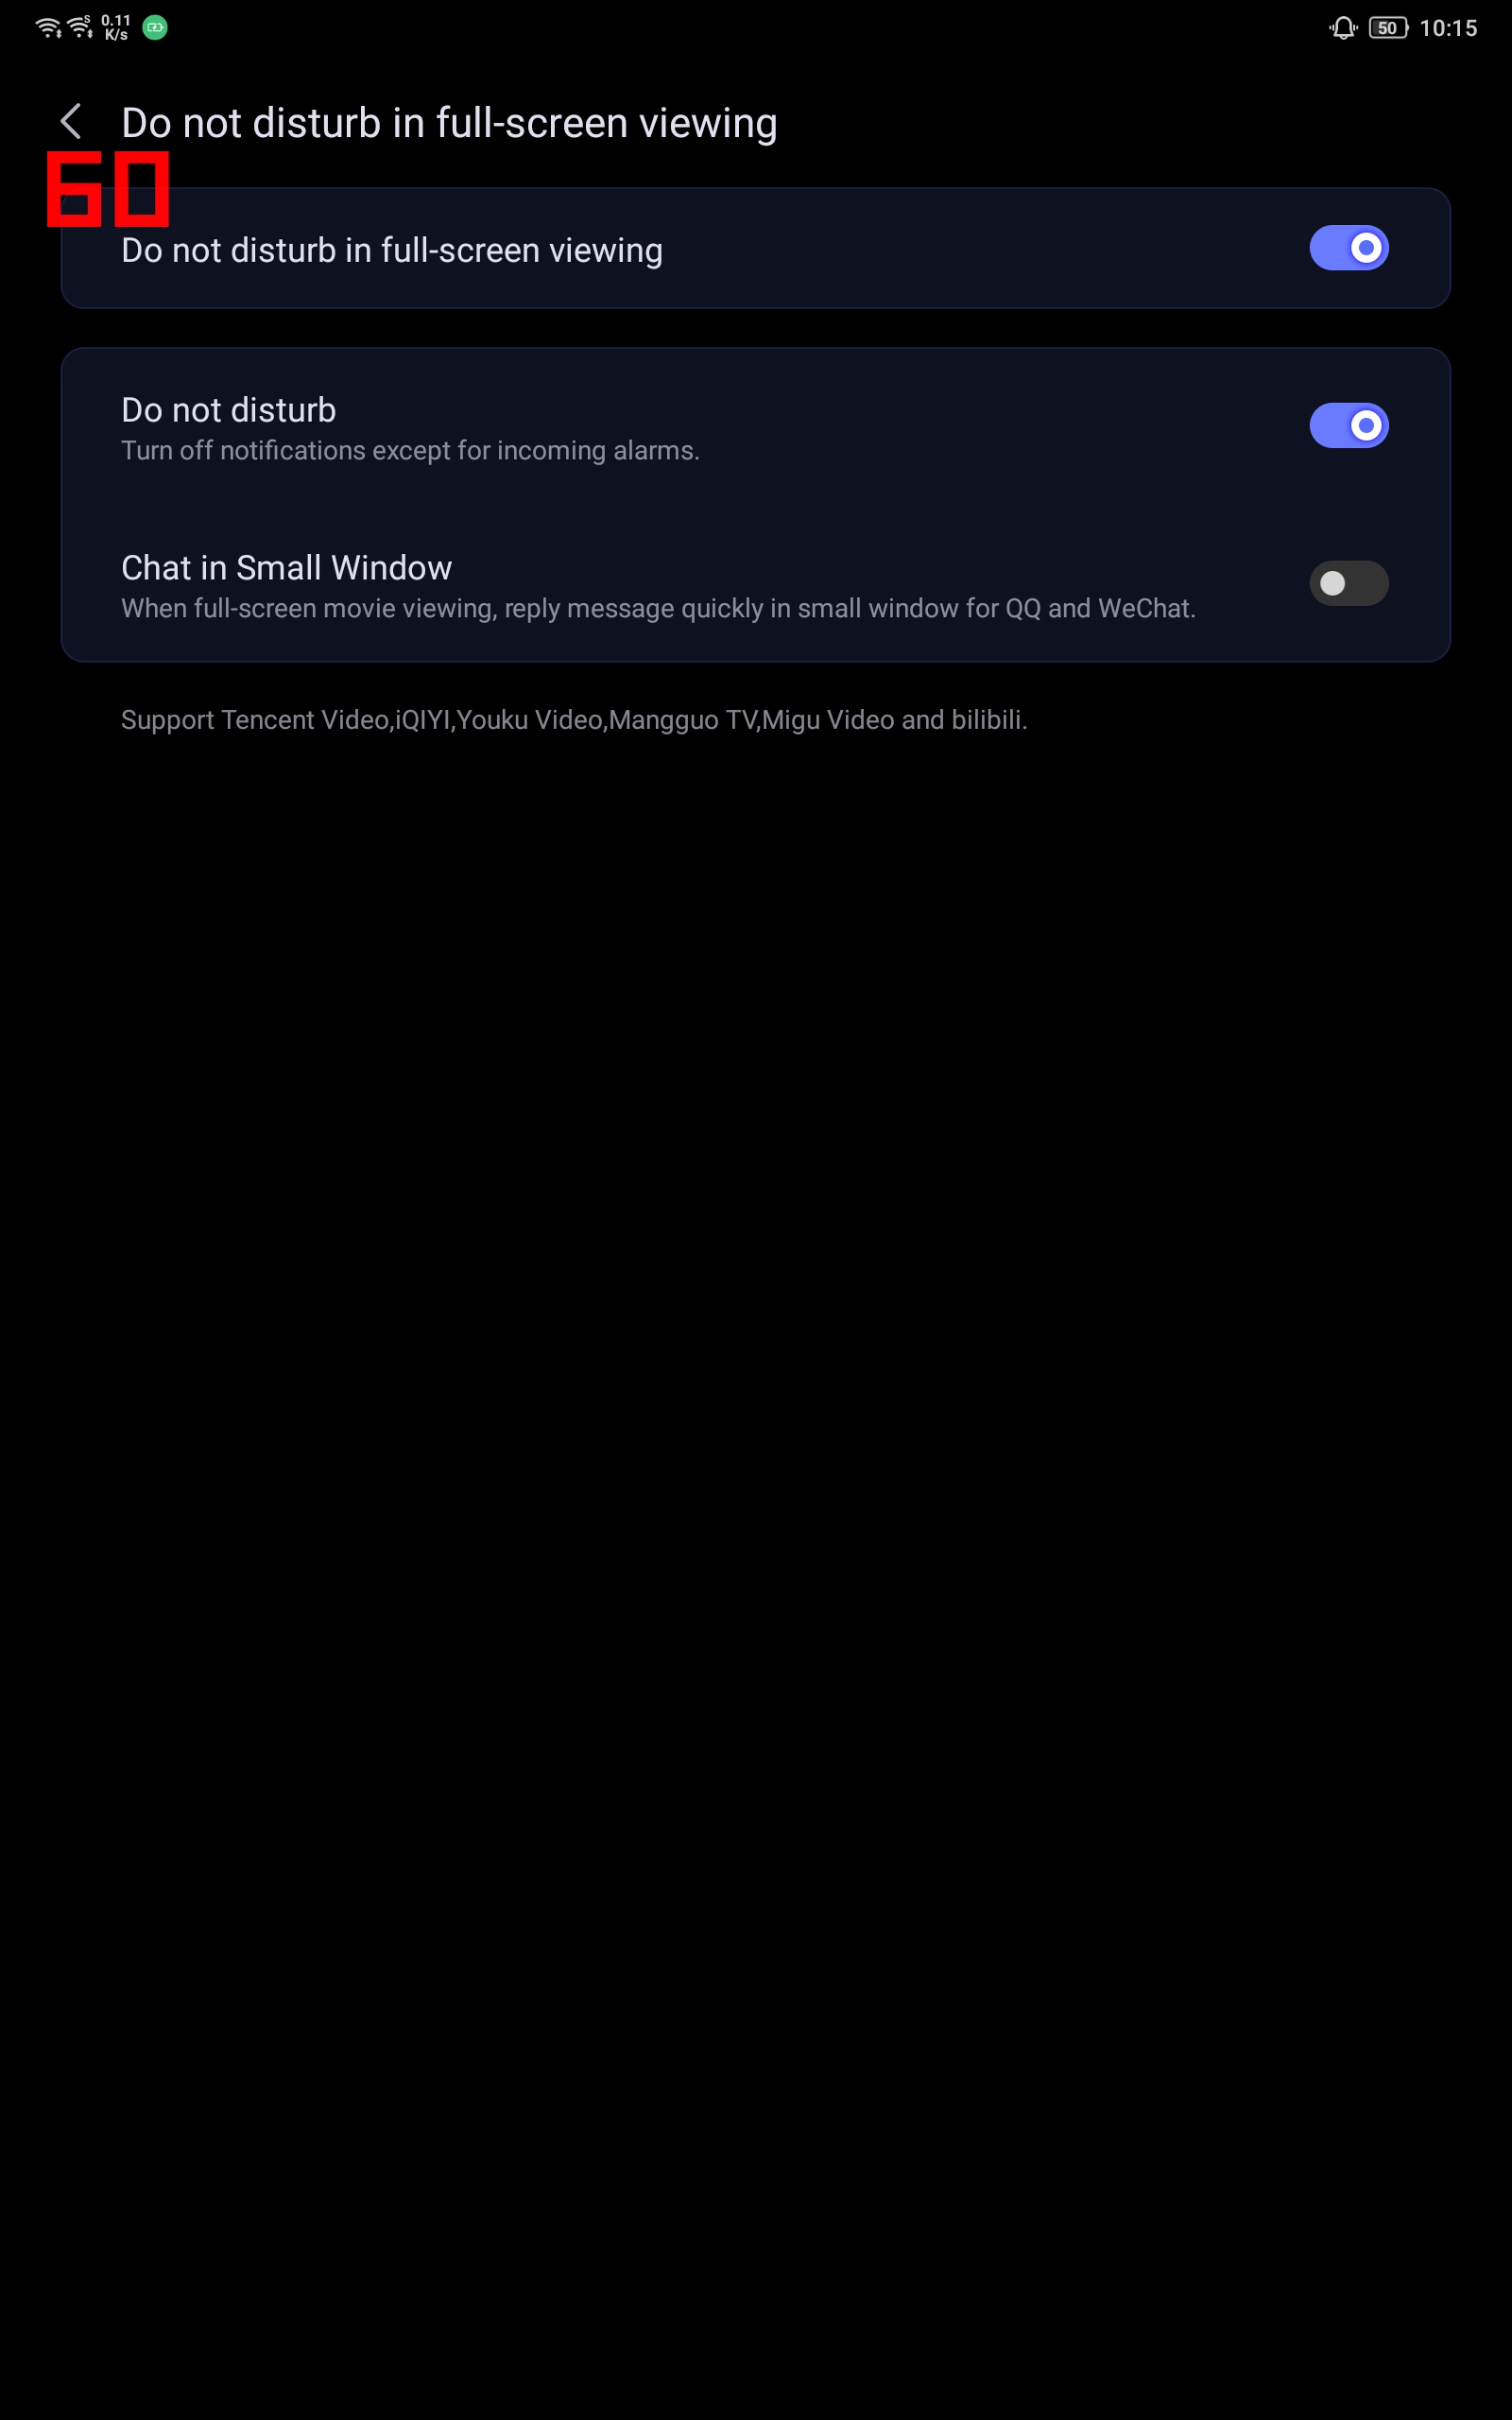 S
0.11
K/s
50
10:15
Do not disturb in full-screen viewing
60
Do not disturb in full-screen viewing
Do not disturb
Turn off notifications except for incoming alarms.
Chat in Small Window
When full-screen movie viewing, reply message quickly in small window for QQ and WeChat.
Support Tencent Video,iQIYI,Youku Video,Mangguo TV,Migu Video and bilibili.